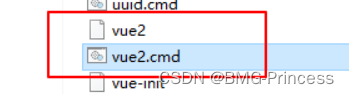 uuid.cmd
vue2
vue2.cmd
vue-init
CSDN @BMG-Princess